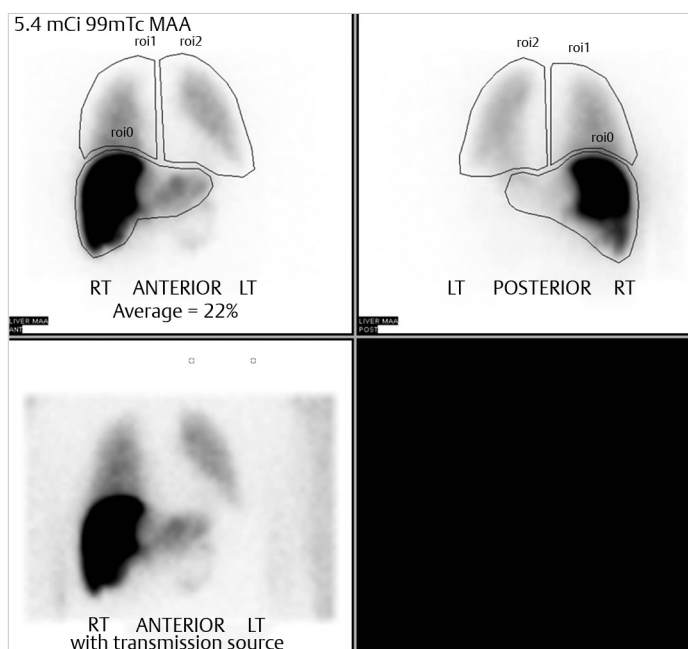 5.4 mCi 99mTc MAA
roi1 roi2
roi0
RT ANTERIOR LT
Average = 22%
LIVER MAA
ANT
roi2 roi1
roi0
LT POSTERIOR RT
LIVER MAA
POST
RT ANTERIOR LT
with transmission source